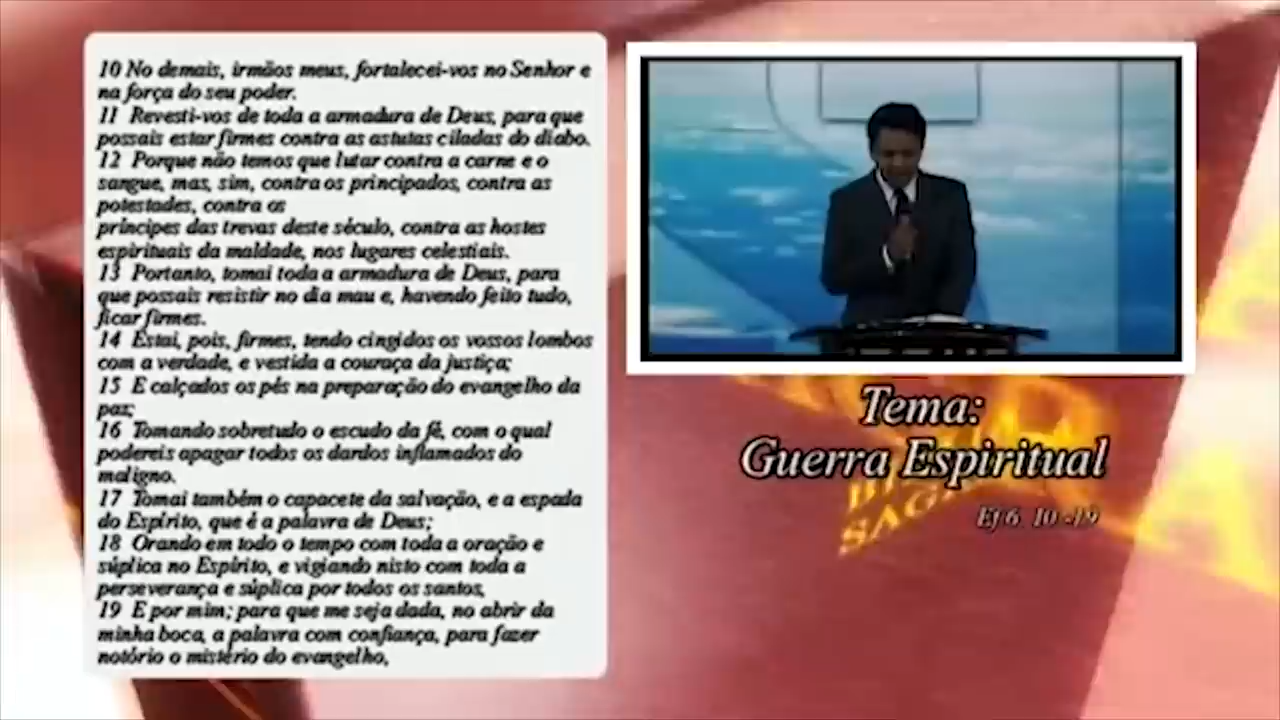 10 No demais, irmãos meus, fortalecei-vos no Senhor e
na força do seu poder.
11 Revesti-vos de toda a armadura de Deus, para que
possais estar firmes contra as astutas ciladas do diabo.
12 Porque não temos que lutar contra a carne e o
sangue, mas, sim, contra os principados, contra as
potestades, contra os
príncipes das trevas deste século, contra as hostes
espirituais da maldade, nos lugares celestiais.
13 Portanto, tomai toda a armadura de Deus, para
que possais resistir no dia mau e, havendo feito tudo,
ficar firmes.
14 Estai, pois, firmes, tendo cingidos os vossos lombos
com a verdade, e vestida a couraça da justiça;
15 E calçados os pés na preparação do evangelho da
paz;
16 Tomando sobretudo o escudo da fé, com o qual
podereis apagar todos os dardos inflamados do
maligno.
17 Tomai também o capacete da salvação, e a espada
do Espírito, que é a palavra de Deus;
18 Orando em todo o tempo com toda a oração e
súplica no Espírito, e vigiando nisto com toda a
perseverança e súplica por todos os santos,
19 E por mim; para que me seja dada, no abrir da
minha boca, a palavra com confiança, para fazer
notório o mistério do evangelho,
Tema:
Guerra Espiritual
Ef 6 10 -19